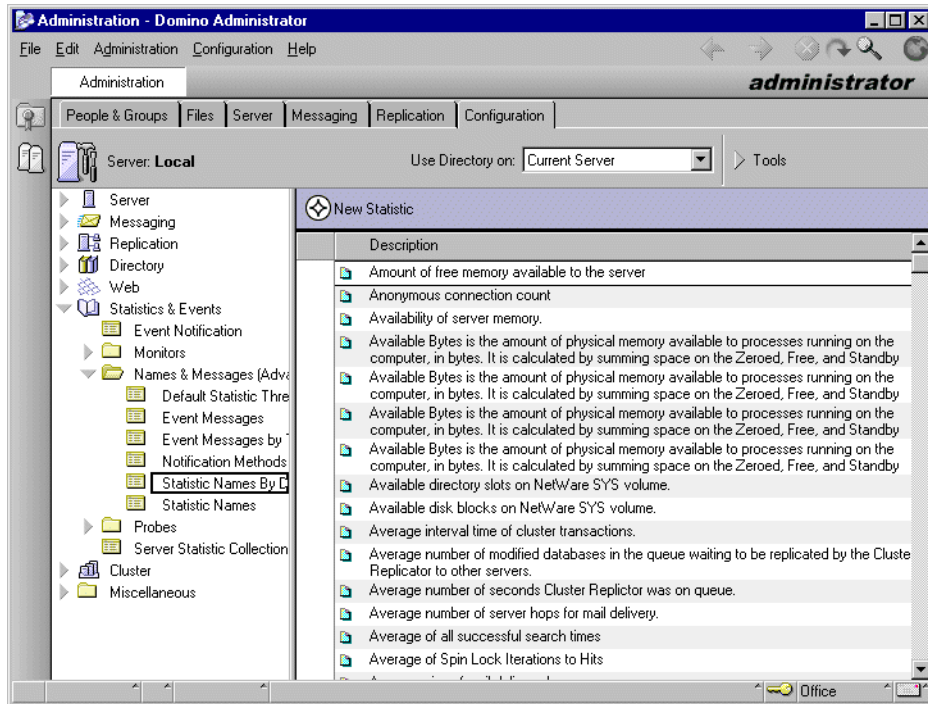 Administration - Domino Administrator
File Edit Administration Configuration Help
Administration
administrator
People & Groups Files Server Messaging Replication Configuration
Server: Local
Use Directory on: Current Server
Tools
Server
Messaging
Replication
Directory
Web
Statistics & Events
Event Notification
Monitors
Names & Messages (Adva
Default Statistic Thre
Event Messages
Event Messages by
Notification Methods
Statistic Names By D
Statistic Names
Probes
Server Statistic Collection
Cluster
Miscellaneous
New Statistic
Description
Amount of free memory available to the server
Anonymous connection count
Availability of server memory.
Available Bytes is the amount of physical memory available to processes running on the
computer, in bytes. It is calculated by summing space on the Zeroed, Free, and Standby
Available Bytes is the amount of physical memory available to processes running on the
computer, in bytes. It is calculated by summing space on the Zeroed, Free, and Standby
Available Bytes is the amount of physical memory available to processes running on the
computer, in bytes. It is calculated by summing space on the Zeroed, Free, and Standby
Available Bytes is the amount of physical memory available to processes running on the
computer, in bytes. It is calculated by summing space on the Zeroed, Free, and Standby
Available directory slots on NetWare SYS volume.
Available disk blocks on NetWare SYS volume.
Average interval time of cluster transactions.
Average number of modified databases in the queue waiting to be replicated by the Cluste
Replicator to other servers.
Average number of seconds Cluster Replictor was on queue.
Average number of server hops for mail delivery.
Average of all successful search times
Average of Spin Lock Iterations to Hits
Office